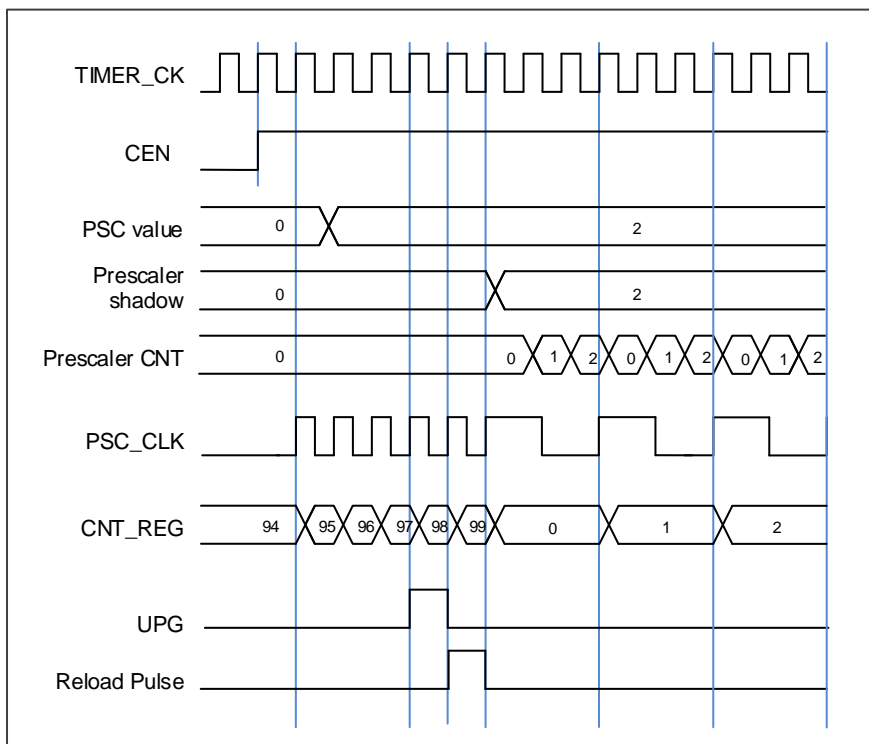 TIMER_CK
CEN
PSC value 0 2
Prescaler
shadow 0 2
Prescaler CNT 0 0 1 2 0 1 2 0 1 2
PSC_CLK
CNT_REG 94 95 96 97 98 99 0 1 2
UPG
Reload Pulse